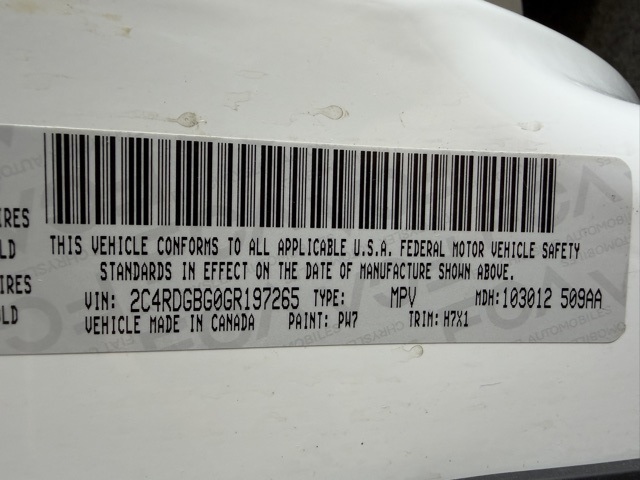 IRES
LD
IRES
OLD
THIS VEHICLE CONFORMS TO ALL APPLICABLE U.S.A. FEDERAL MOTOR VEHICLE SAFETY
STANDARDS IN EFFECT ON THE DATE OF MANUFACTURE SHOWN ABOVE.
VIN: 2C4RDGBG0GR197265 TYPE: MPV MDH: 103012 509AA
VEHICLE MADE IN CANADA PAINT: PW7 TRIM: H7X1